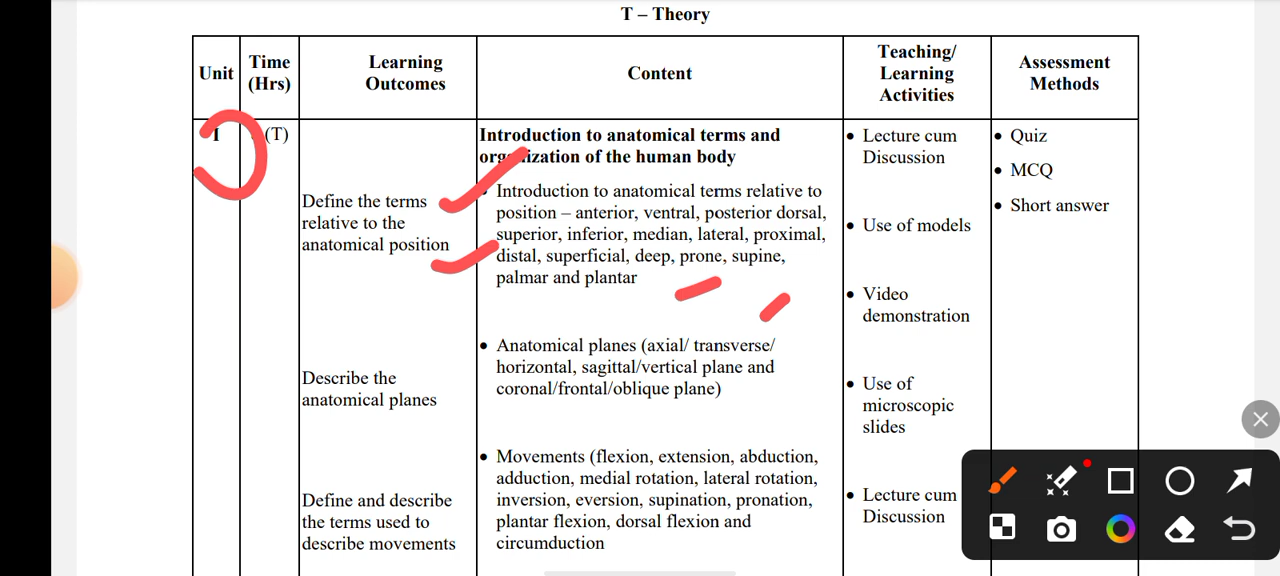 T – Theory
Unit
Time
(Hrs)
Learning
Outcomes
Content
Teaching/
Learning
Activities
Assessment
Methods
I
(T)
Define the terms
relative to the
anatomical position
Describe the
anatomical planes
Define and describe
the terms used to
describe movements
Introduction to anatomical terms and
organization of the human body
Introduction to anatomical terms relative to
position – anterior, ventral, posterior dorsal,
superior, inferior, median, lateral, proximal,
distal, superficial, deep, prone, supine,
palmar and plantar
• Anatomical planes (axial/ transverse/
horizontal, sagittal/vertical plane and
coronal/frontal/oblique plane)
• Movements (flexion, extension, abduction,
adduction, medial rotation, lateral rotation,
inversion, eversion, supination, pronation,
plantar flexion, dorsal flexion and
circumduction
• Lecture cum
Discussion
• Use of models
• Video
demonstration
• Use of
microscopic
slides
• Lecture cum
Discussion
• Quiz
• MCQ
• Short answer